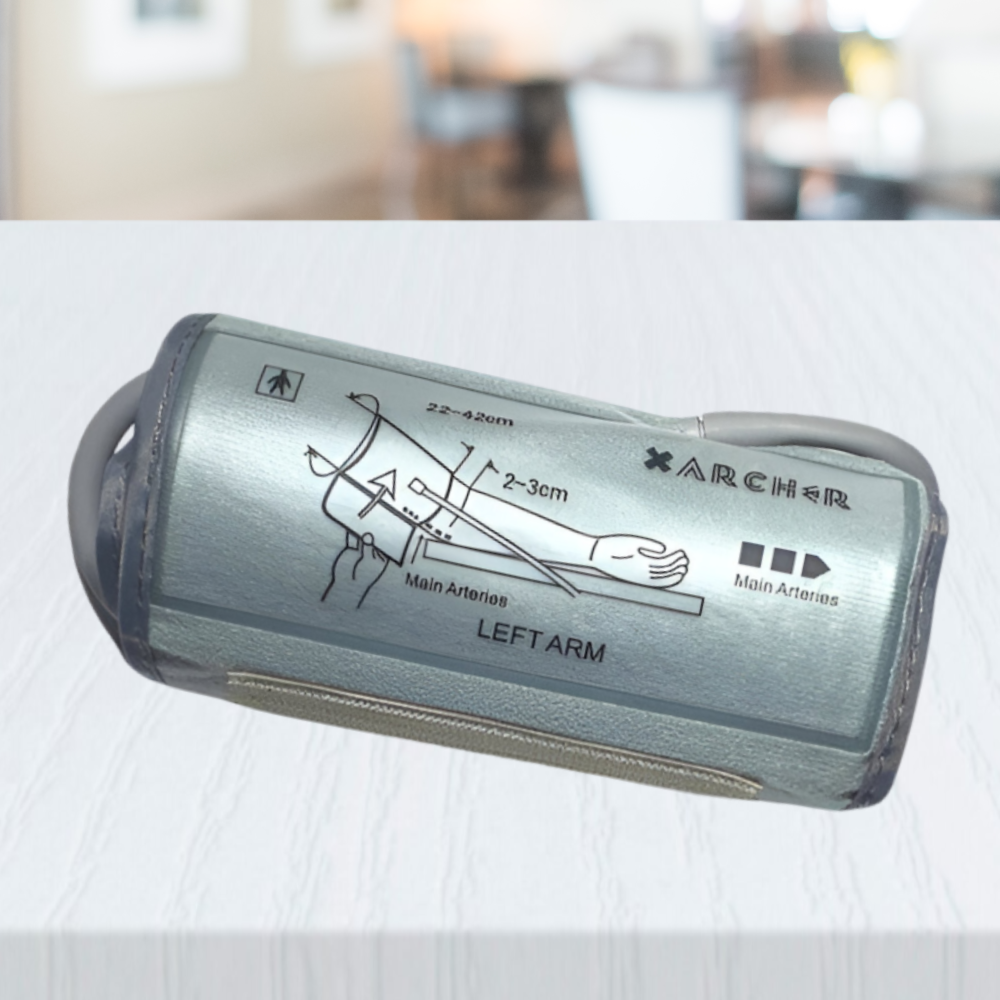 22~42cm
ARCHER
2~3cm
Main Arteries
Main Arteries
LEFT ARM